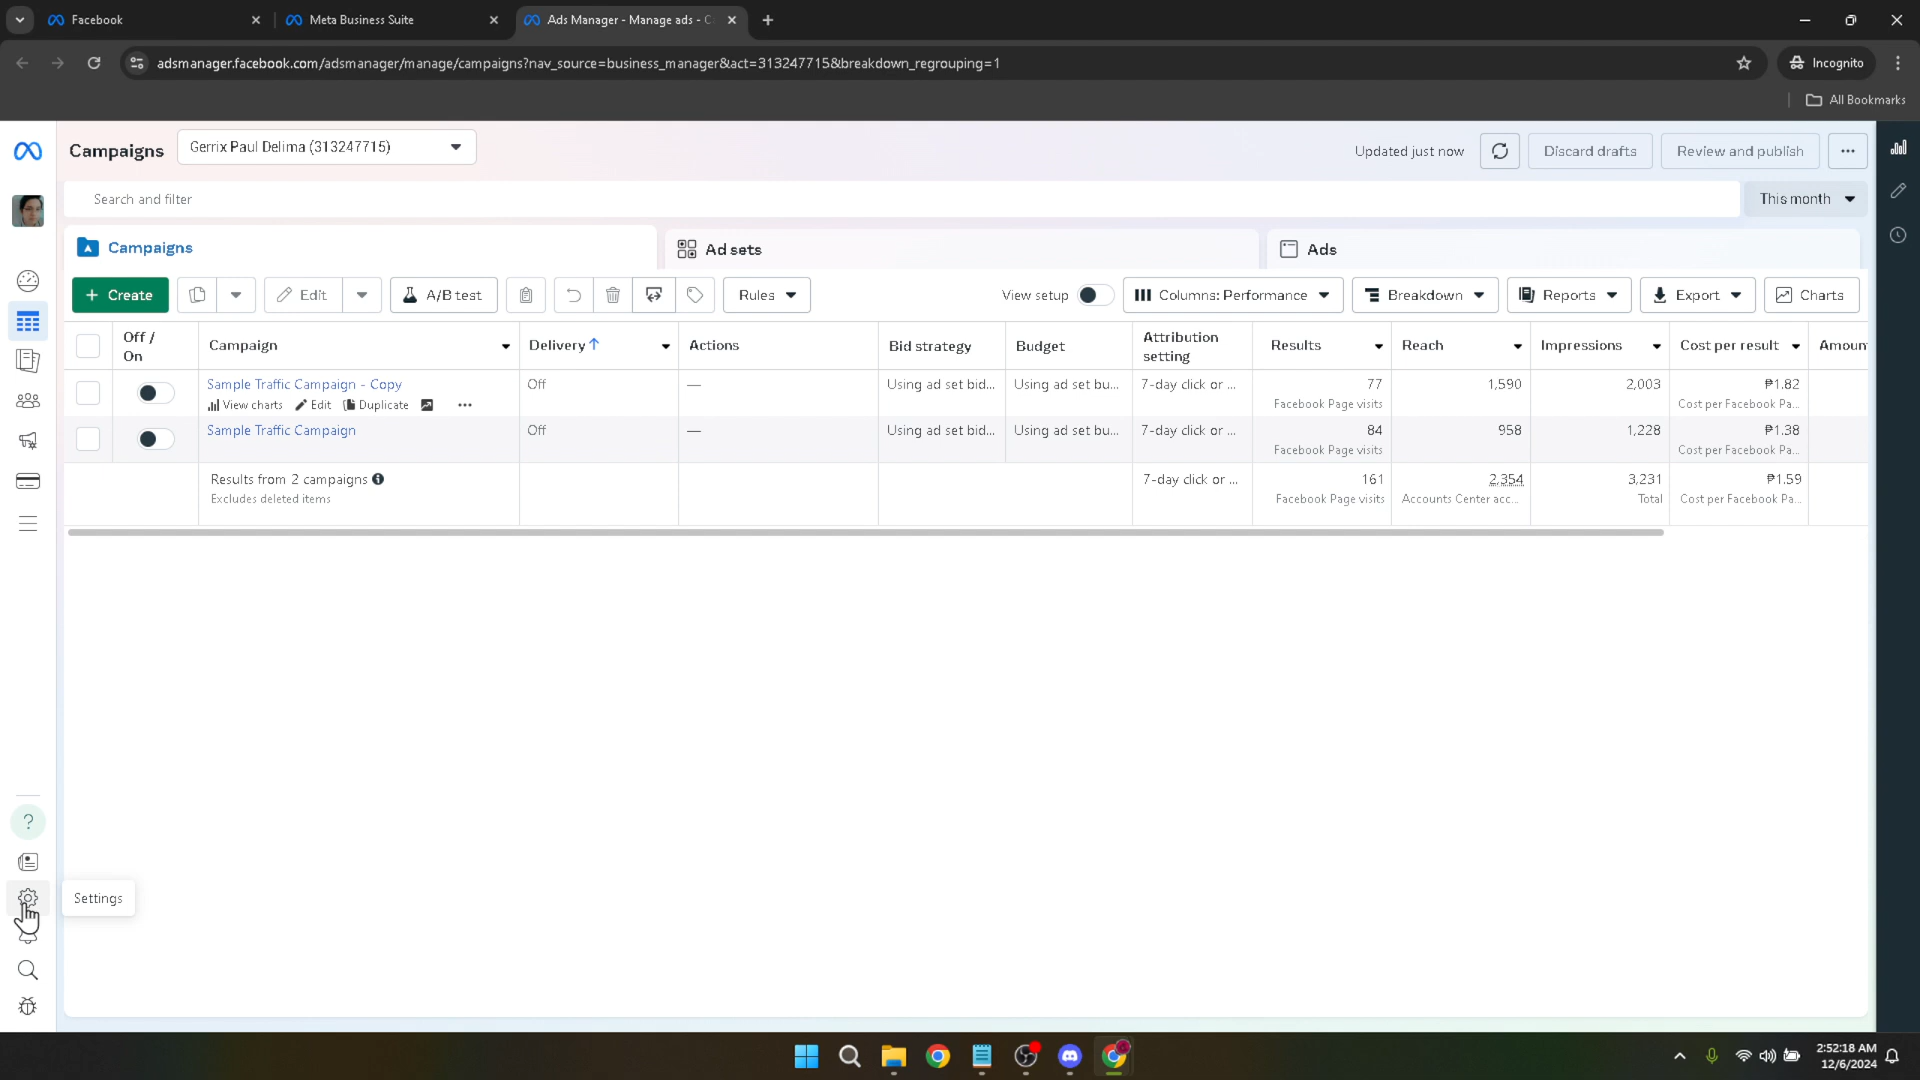 Facebook
Meta Business Suite
Ads Manager - Manage ads - C
adsmanager.facebook.com/adsmanager/manage/campaigns?nav_source=business_manager&act=313247715&breakdown_regrouping=1
Incognito
All Bookmarks
Campaigns
Gerrix Paul Delima (313247715)
Updated just now
Discard drafts
Review and publish
Search and filter
This month
Campaigns
Ad sets
Ads
+ Create
Edit
A/B test
Rules
View setup
Columns: Performance
Breakdown
Reports
Export
Charts
Off / On
Campaign
Delivery ↑
Actions
Bid strategy
Budget
Attribution setting
Results
Reach
Impressions
Cost per result
Amoun
Sample Traffic Campaign - Copy
Off
—
Using ad set bid...
Using ad set bu...
7-day click or ...
77
1,590
2,003
₱1.82
View charts
Edit
Duplicate
Facebook Page visits
Cost per Facebook Pa...
Sample Traffic Campaign
Off
—
Using ad set bid...
Using ad set bu...
7-day click or ...
84
958
1,228
₱1.38
Facebook Page visits
Cost per Facebook Pa...
Results from 2 campaigns
7-day click or ...
161
2,354
3,231
₱1.59
Excludes deleted items
Facebook Page visits
Accounts Center acc...
Total
Cost per Facebook Pa...
?
Settings
2:52:18 AM
12/6/2024